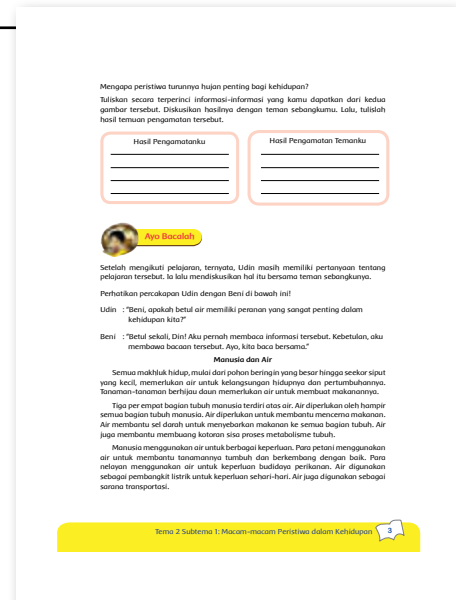 Mengapa peristiwa turunnya hujan penting bagi kehidupan?
Tuliskan secara terperinci informasi-informasi yang kamu dapatkan dari kedua
gambar tersebut. Diskusikan hasilnya dengan teman sebangkumu. Lalu, tulislah
hasil temuan pengamatan tersebut.
Hasil Pengamatanku
Hasil Pengamatan Temanku
Ayo Bacalah
Setelah mengikuti pelajaran, ternyata, Udin masih memiliki pertanyaan tentang
pelajaran tersebut. Ia lalu mendiskusikan hal itu bersama teman sebangkunya.
Perhatikan percakapan Udin dengan Beni di bawah ini!
Udin : "Beni, apakah betul air memiliki peranan yang sangat penting dalam
kehidupan kita?"
Beni : "Betul sekali, Din! Aku pernah membaca informasi tersebut. Kebetulan, aku
membawa bacaan tersebut. Ayo, kita baca bersama."
Manusia dan Air
Semua makhluk hidup, mulai dari pohon beringin yang besar hingga seekor siput
yang kecil, memerlukan air untuk kelangsungan hidupnya dan pertumbuhannya.
Tanaman-tanaman berhijau daun memerlukan air untuk membuat makanannya.
Tiga per empat bagian tubuh manusia terdiri atas air. Air diperlukan oleh hampir
semua bagian tubuh manusia. Air diperlukan untuk membantu mencerna makanan.
Air membantu sel darah untuk menyebarkan makanan ke semua bagian tubuh. Air
juga membantu membuang kotoran sisa proses metabolisme tubuh.
Manusia menggunakan air untuk berbagai keperluan. Para petani menggunakan
air untuk membantu tanamannya tumbuh dan berkembang dengan baik. Para
nelayan menggunakan air untuk keperluan budidaya perikanan. Air digunakan
sebagai pembangkit listrik untuk keperluan sehari-hari. Air juga digunakan sebagai
sarana transportasi.
Tema 2 Subtema 1: Macam-macam Peristiwa dalam Kehidupan
3